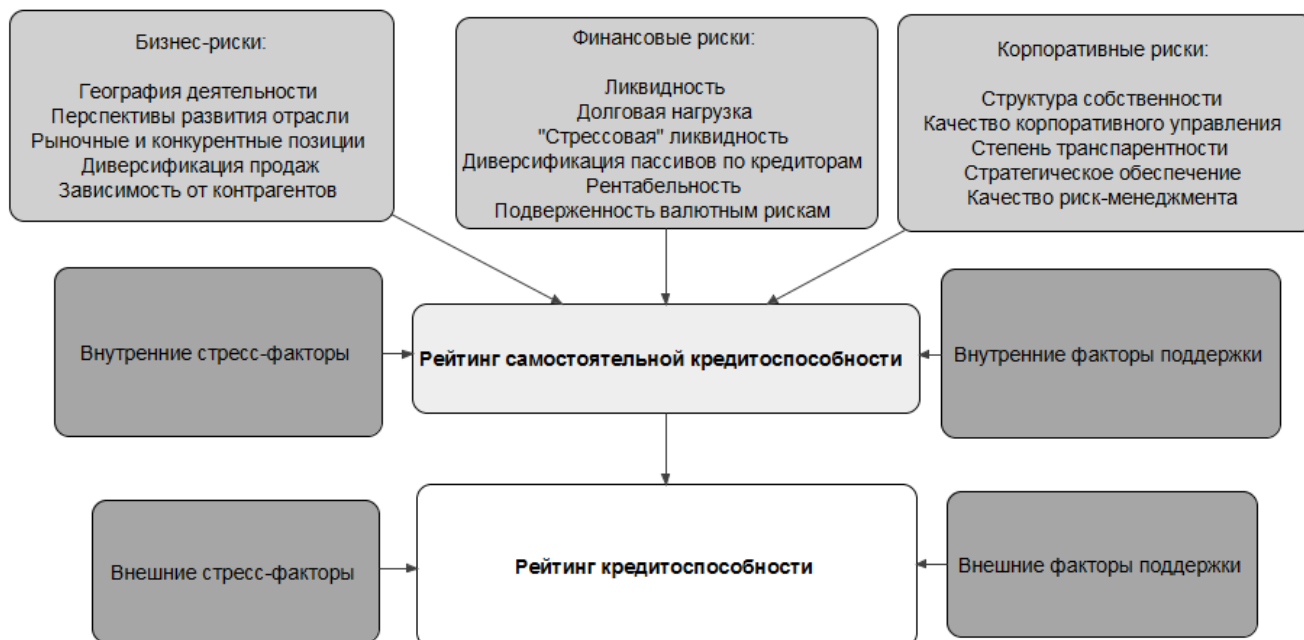 Бизнес-риски:
География деятельности
Перспективы развития отрасли
Рыночные и конкурентные позиции
Диверсификация продаж
Зависимость от контрагентов
Финансовые риски:
Ликвидность
Долговая нагрузка
"Стрессовая" ликвидность
Диверсификация пассивов по кредиторам
Рентабельность
Подверженность валютным рискам
Корпоративные риски:
Структура собственности
Качество корпоративного управления
Степень транспарентности
Стратегическое обеспечение
Качество риск-менеджмента
Внутренние стресс-факторы
Рейтинг самостоятельной кредитоспособности
Внутренние факторы поддержки
Внешние стресс-факторы
Рейтинг кредитоспособности
Внешние факторы поддержки